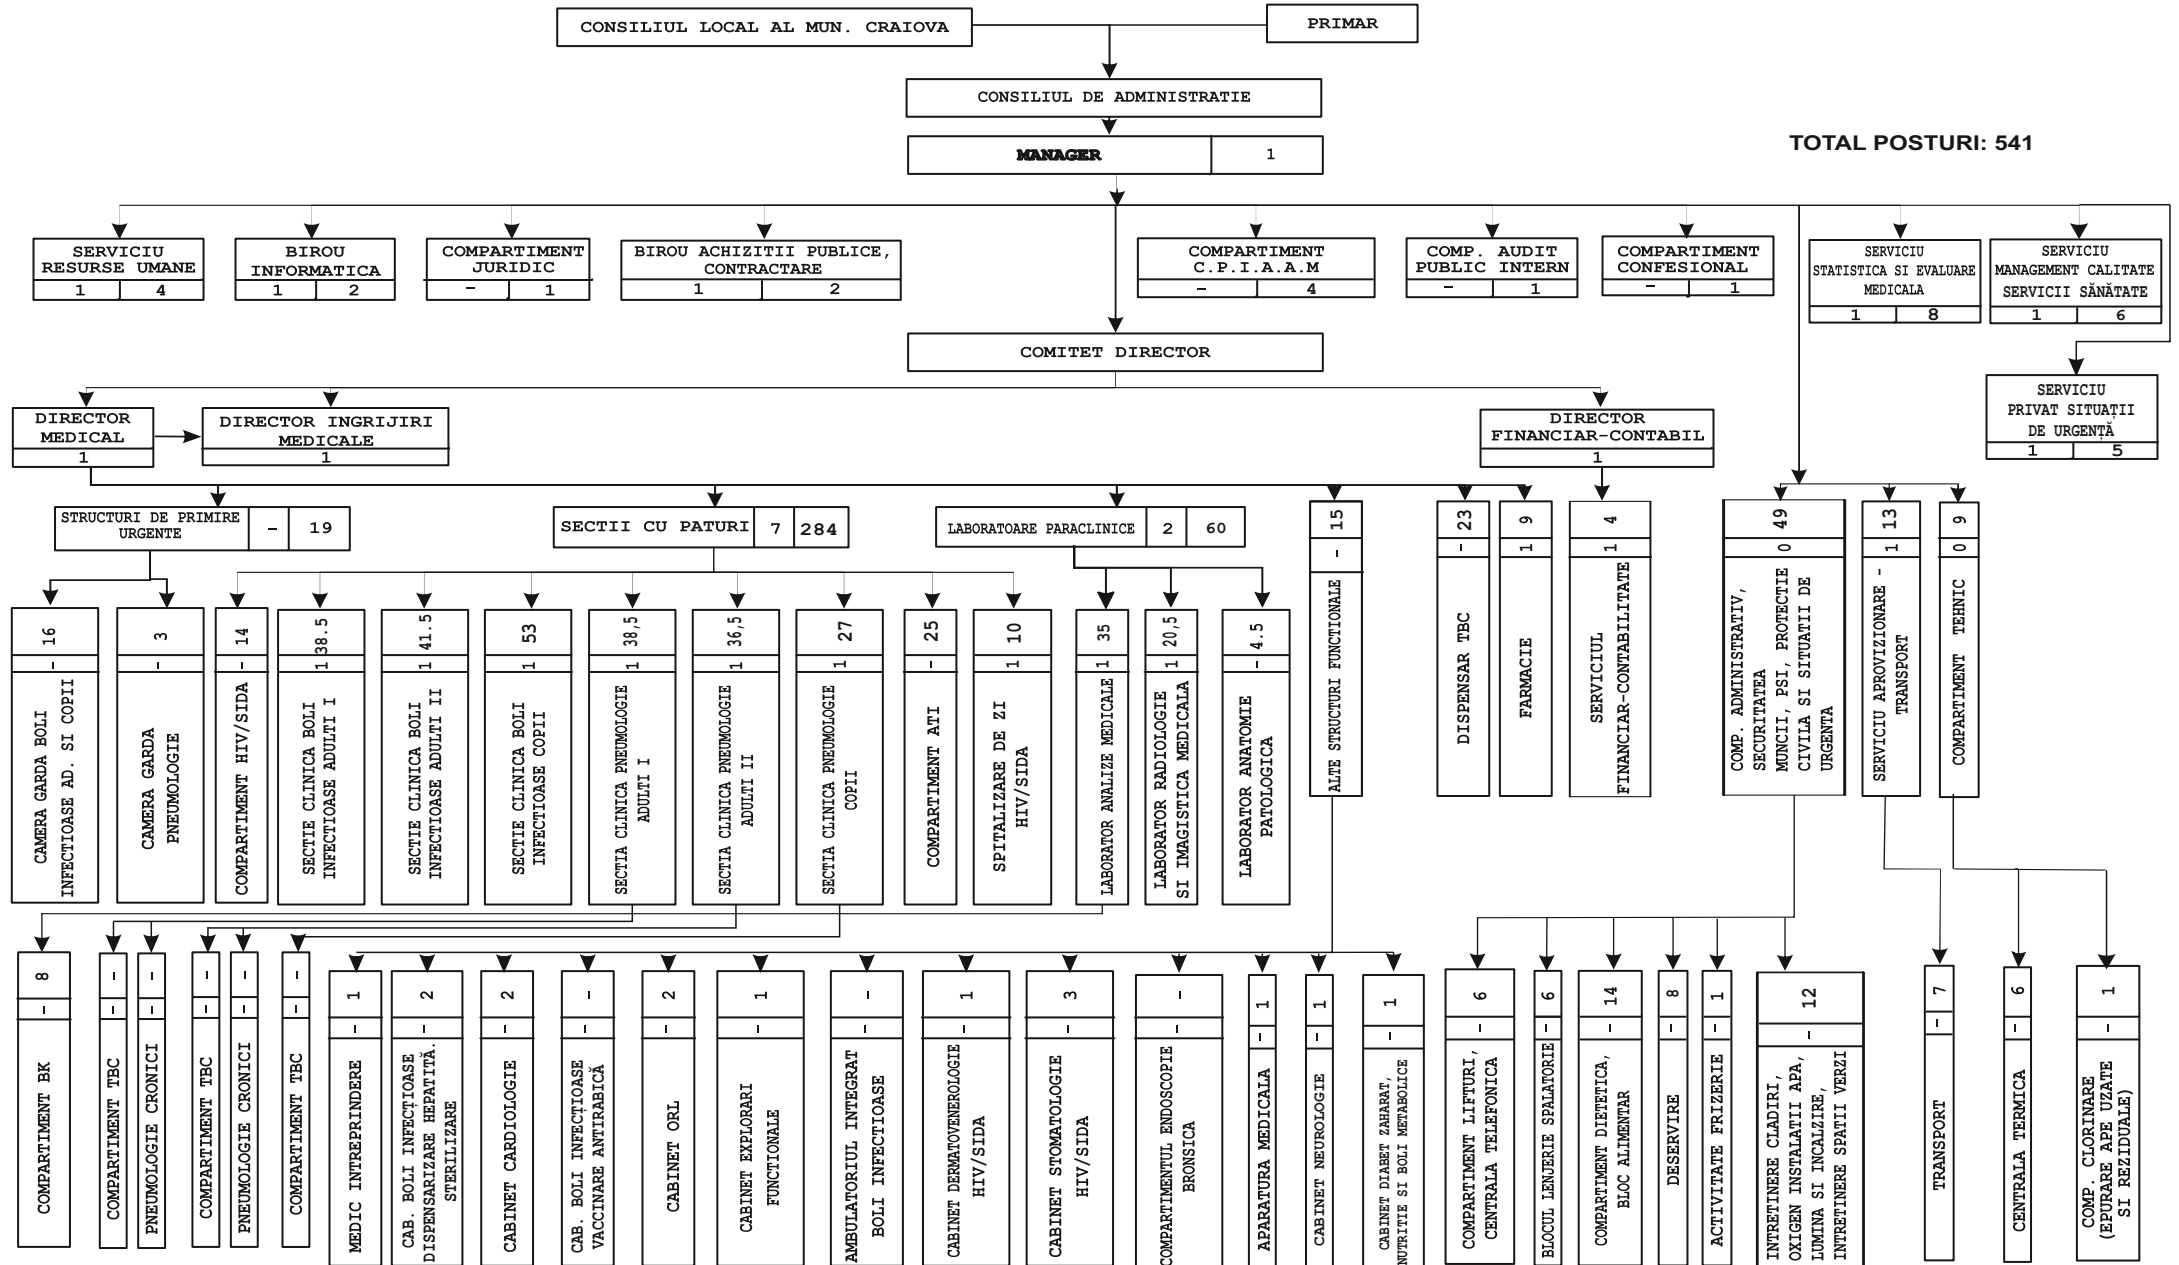 CONSILIUL LOCAL AL MUN. CRAIOVA
PRIMAR
CONSILIUL DE ADMINISTRATIE
MANAGER 1
TOTAL POSTURI: 541
SERVICIU
RESURSE UMANE
1 4
BIROU
INFORMATICA
1 2
COMPARTIMENT
JURIDIC
- 1
BIROU ACHIZITII PUBLICE,
CONTRACTARE
1 2
COMPARTIMENT
C.P.I.A.A.M
- 4
COMP. AUDIT
PUBLIC INTERN
- 1
COMPARTIMENT
CONFESIONAL
- 1
SERVICIU
STATISTICA SI EVALUARE
MEDICALA
1 8
SERVICIU
MANAGEMENT CALITATE
SERVICII SĂNĂTATE
1 6
COMITET DIRECTOR
SERVICIU
PRIVAT SITUAȚII
DE URGENȚĂ
1 5
DIRECTOR
MEDICAL
1
DIRECTOR INGRIJIRI
MEDICALE
1
DIRECTOR
FINANCIAR-CONTABIL
1
STRUCTURI DE PRIMIRE
URGENTE
- 19
SECTII CU PATURI 7 284
LABORATOARE PARACLINICE 2 60
ALTE STRUCTURI FUNCTIONALE - 15
DISPENSAR TBC - 23
FARMACIE 1 9
SERVICIUL
FINANCIAR-CONTABILITATE
1 4
COMP. ADMINISTRATIV,
SECURITATEA
MUNCII, PSI, PROTECTIE
CIVILA SI SITUATII DE
URGENTA
0 49
SERVICIU APROVIZIONARE -
TRANSPORT
1 13
COMPARTIMENT TEHNIC 0 9
CAMERA GARDA BOLI
INFECTIOASE AD. SI COPII
- 16
CAMERA GARDA
PNEUMOLOGIE
- 3
COMPARTIMENT HIV/SIDA - 14
SECTIE CLINICA BOLI
INFECTIOASE ADULTI I
1 38.5
SECTIE CLINICA BOLI
INFECTIOASE ADULTI II
1 41.5
SECTIE CLINICA BOLI
INFECTIOASE COPII
1 53
SECTIA CLINICA PNEUMOLOGIE
ADULTI I
1 38,5
SECTIA CLINICA PNEUMOLOGIE
ADULTI II
1 36,5
SECTIA CLINICA PNEUMOLOGIE
COPII
1 27
COMPARTIMENT ATI - 25
SPITALIZARE DE ZI
HIV/SIDA
1 10
LABORATOR ANALIZE MEDICALE 1 35
LABORATOR RADIOLOGIE
SI IMAGISTICA MEDICALA
1 20,5
LABORATOR ANATOMIE
PATOLOGICA
- 4.5
COMPARTIMENT BK - 8
COMPARTIMENT TBC - -
PNEUMOLOGIE CRONICI - -
COMPARTIMENT TBC - -
PNEUMOLOGIE CRONICI - -
COMPARTIMENT TBC - -
MEDIC INTREPRINDERE - 1
CAB. BOLI INFECȚIOASE
DISPENSARIZARE HEPATITĂ.
STERILIZARE
- 2
CABINET CARDIOLOGIE - 2
CAB. BOLI INFECȚIOASE
VACCINARE ANTIRABICĂ
- -
CABINET ORL - 2
CABINET EXPLORARI
FUNCTIONALE
- 1
AMBULATORIUL INTEGRAT
BOLI INFECTIOASE
- -
CABINET DERMATOVENEROLOGIE
HIV/SIDA
- 1
CABINET STOMATOLOGIE
HIV/SIDA
- 3
COMPARTIMENTUL ENDOSCOPIE
BRONSICA
- -
APARATURA MEDICALA - 1
CABINET NEUROLOGIE - 1
CABINET DIABET ZAHARAT,
NUTRITIE SI BOLI METABOLICE
- 1
COMPARTIMENT LIFTURI,
CENTRALA TELEFONICA
- 6
BLOCUL LENJERIE SPALATORIE - 6
COMPARTIMENT DIETETICA,
BLOC ALIMENTAR
- 14
DESERVIRE - 8
ACTIVITATE FRIZERIE - 1
INTRETINERE CLADIRI,
OXIGEN INSTALATII APA,
LUMINA SI INCALZIRE,
INTRETINERE SPATII VERZI
- 12
TRANSPORT - 7
CENTRALA TERMICA - 6
COMP. CLORINARE
(EPURARE APE UZATE
SI REZIDUALE)
- 1